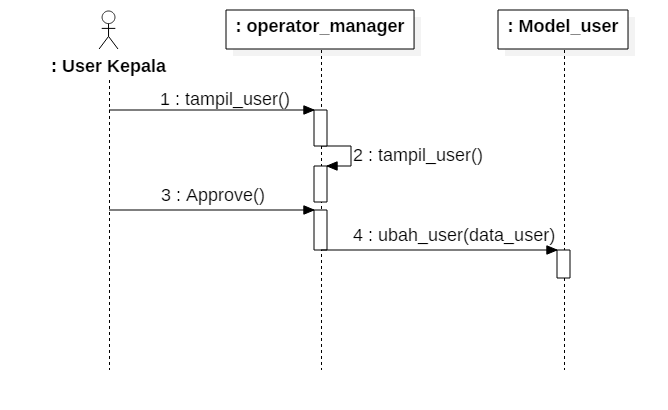 : operator_manager
: Model_user
: User Kepala
1 : tampil_user()
2 : tampil_user()
3 : Approve()
4 : ubah_user(data_user)